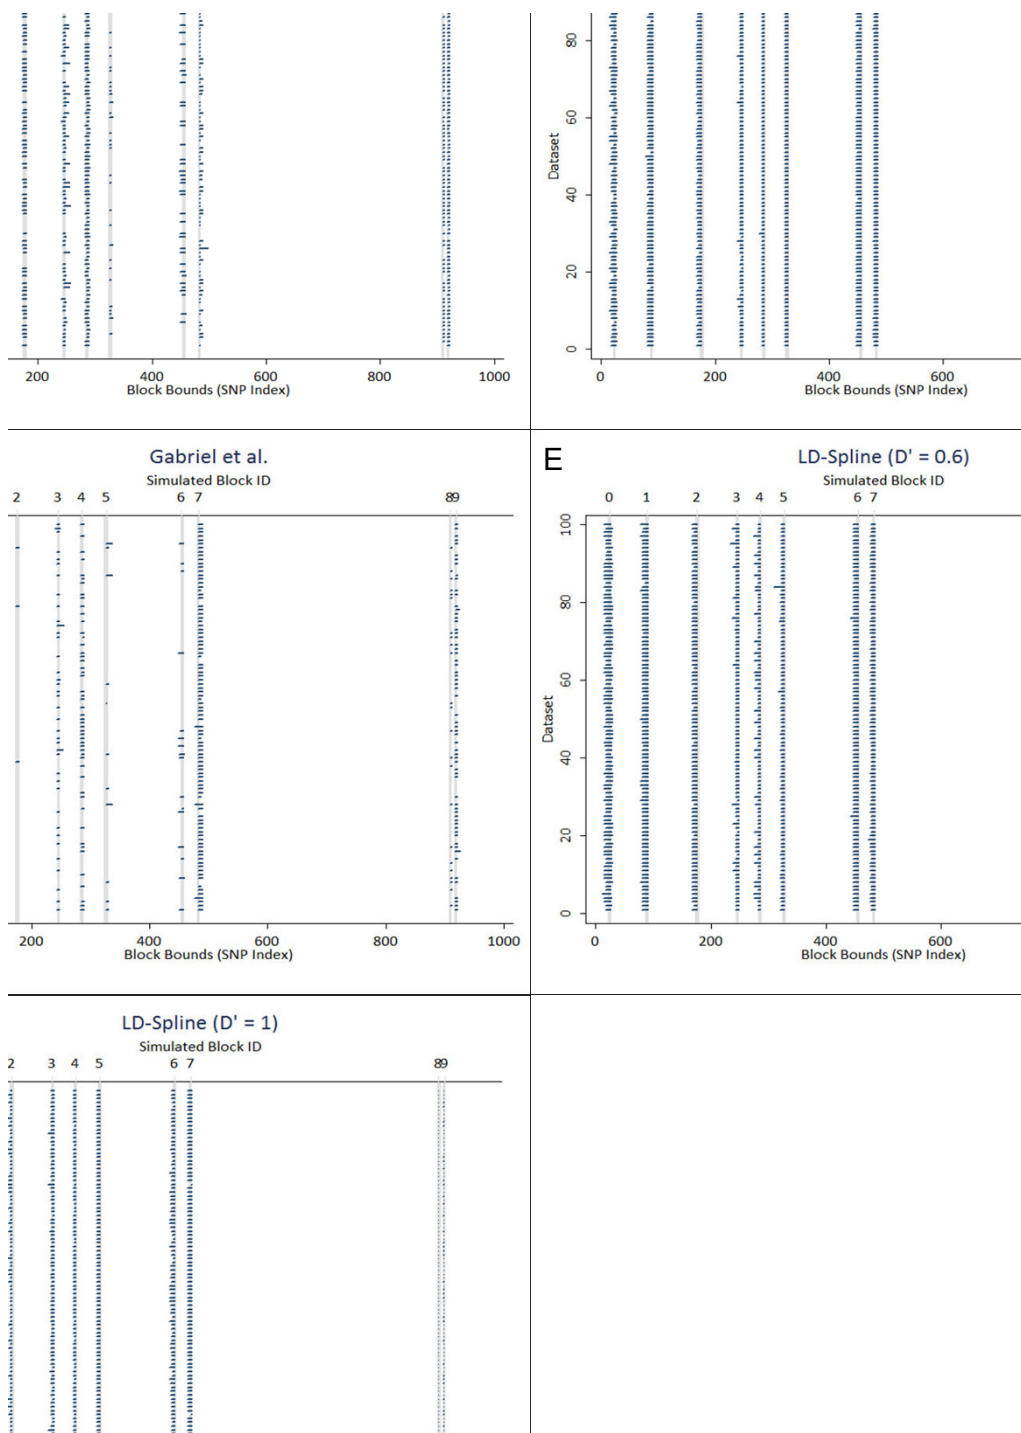 200 400 600 800 1000
Block Bounds (SNP Index)
80
60
40
20
0
Dataset
0 200 400 600
Block Bounds (SNP Index)
Gabriel et al.
Simulated Block ID
2 3 4 5 6 7 8 9
200 400 600 800 1000
Block Bounds (SNP Index)
E
LD-Spline (D' = 0.6)
Simulated Block ID
0 1 2 3 4 5 6 7
100
80
60
40
20
0
Dataset
0 200 400 600
Block Bounds (SNP Index)
LD-Spline (D' = 1)
Simulated Block ID
2 3 4 5 6 7 8 9